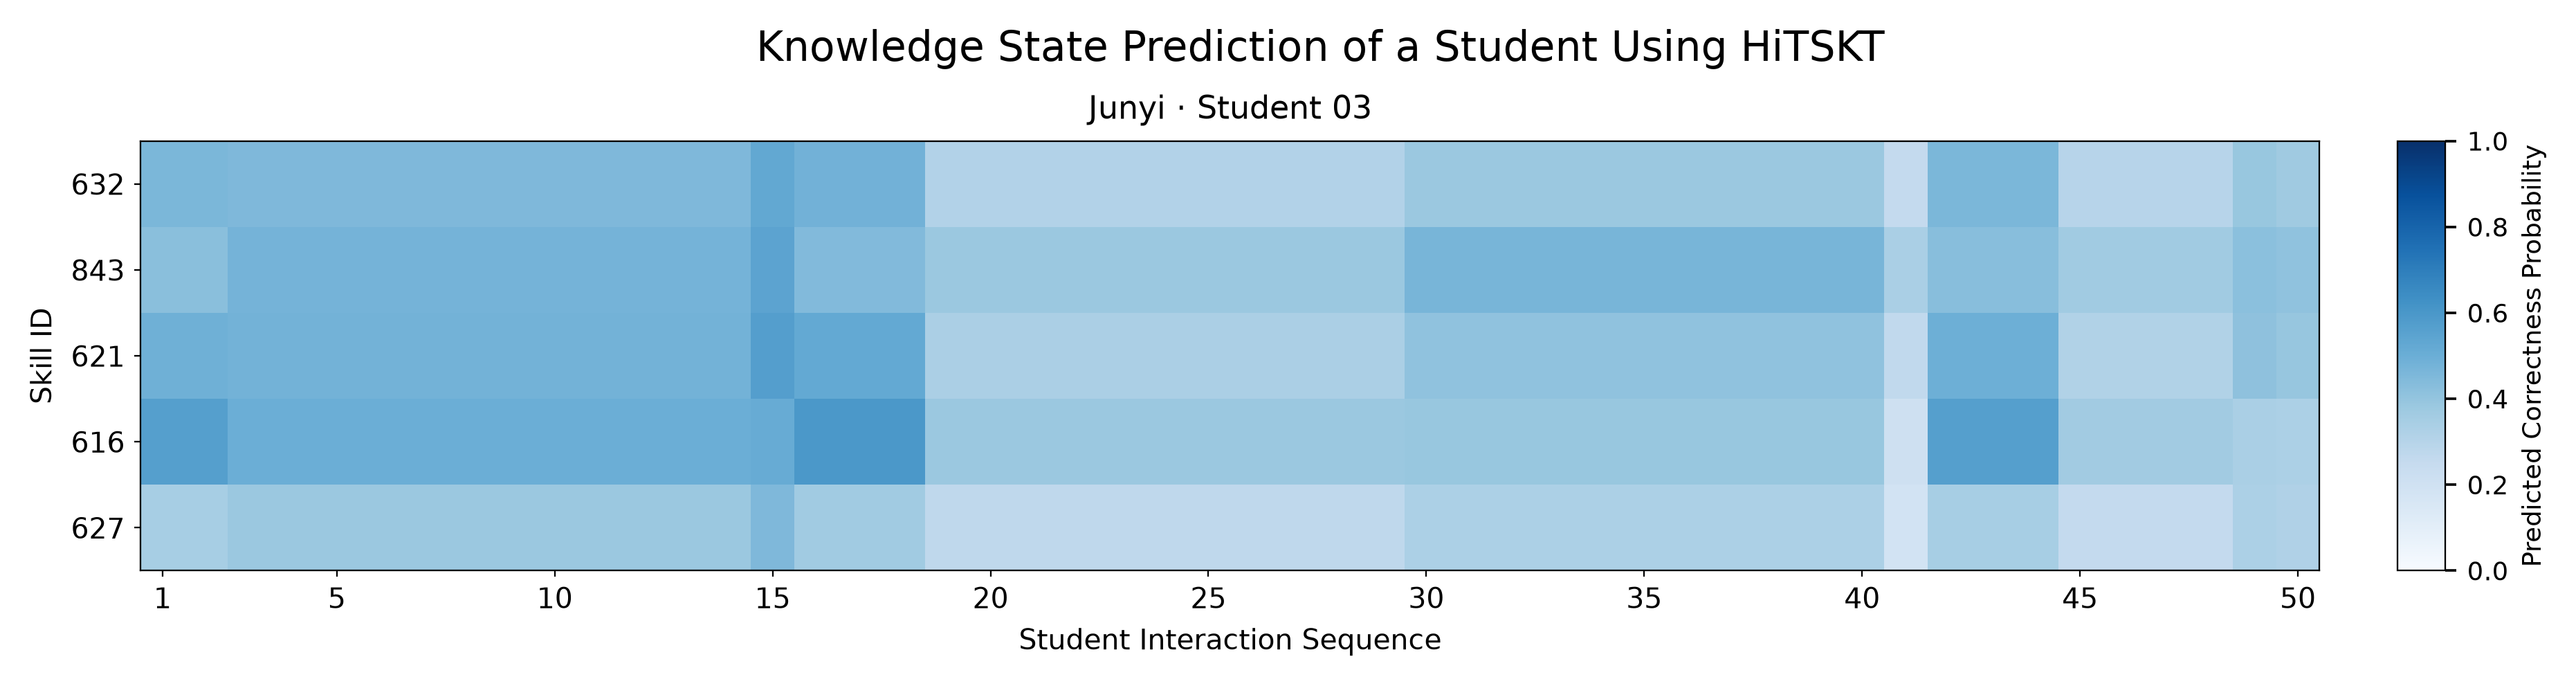 Knowledge State Prediction of a Student Using HiTSKT
Junyi · Student 03
Skill ID
632
843
621
616
627
1 5 10 15 20 25 30 35 40 45 50
Student Interaction Sequence
1.0
0.8
0.6
0.4
0.2
0.0
Predicted Correctness Probability